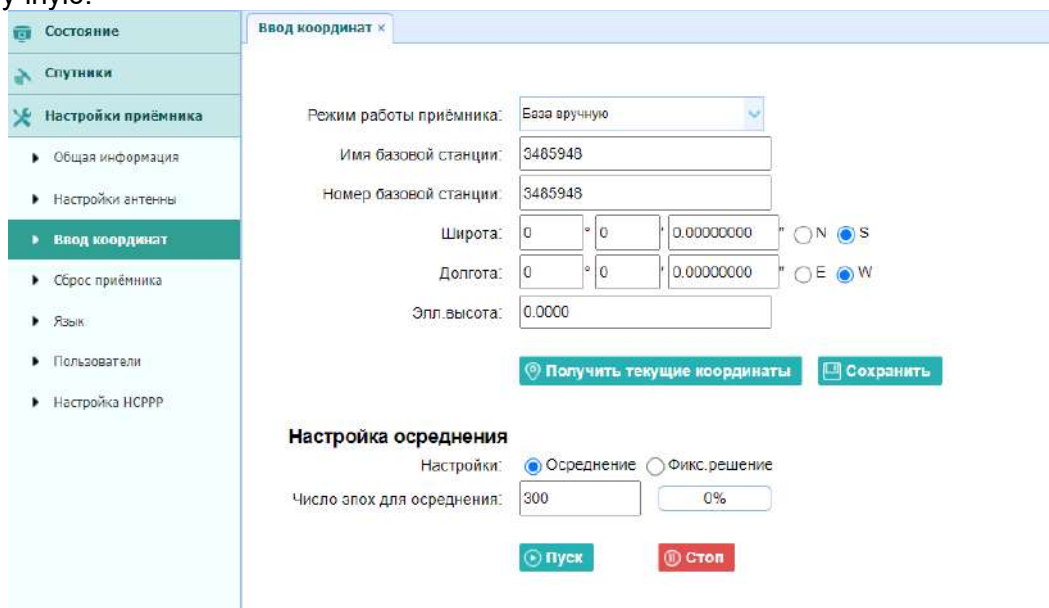 учную.
Состояние
Спутники
Настройки приёмника
Общая информация
Настройки антенны
Ввод координат
Сброс приёмника
Язык
Пользователи
Настройка HCPPP
Ввод координат ×
Режим работы приёмника: База вручную
Имя базовой станции: 3485948
Номер базовой станции: 3485948
Широта: 0 ° 0 ' 0.00000000 " N S
Долгота: 0 ° 0 ' 0.00000000 " E W
Элл.высота: 0.0000
Получить текущие координаты Сохранить
Настройка осреднения
Настройки: Осреднение Фикс.решение
Число эпох для осреднения: 300 0%
Пуск Стоп